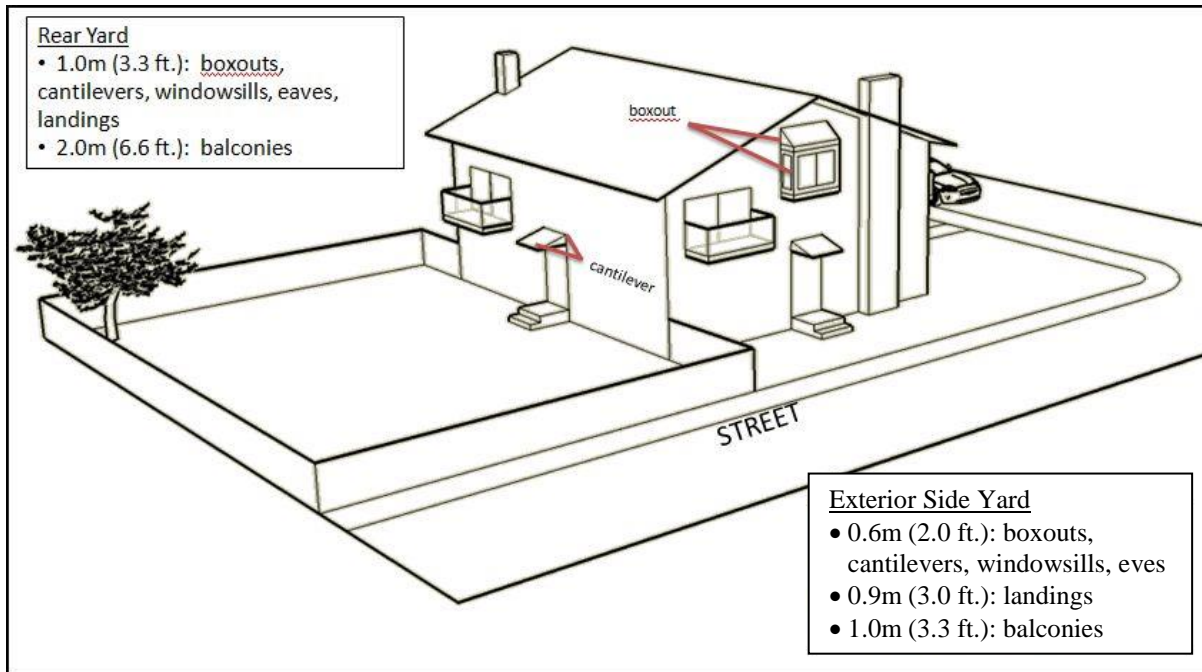 Rear Yard
• 1.0m (3.3 ft.): boxouts,
cantilevers, windowsills, eaves,
landings
• 2.0m (6.6 ft.): balconies
boxout
cantilever
STREET
Exterior Side Yard
• 0.6m (2.0 ft.): boxouts,
cantilevers, windowsills, eves
• 0.9m (3.0 ft.): landings
• 1.0m (3.3 ft.): balconies